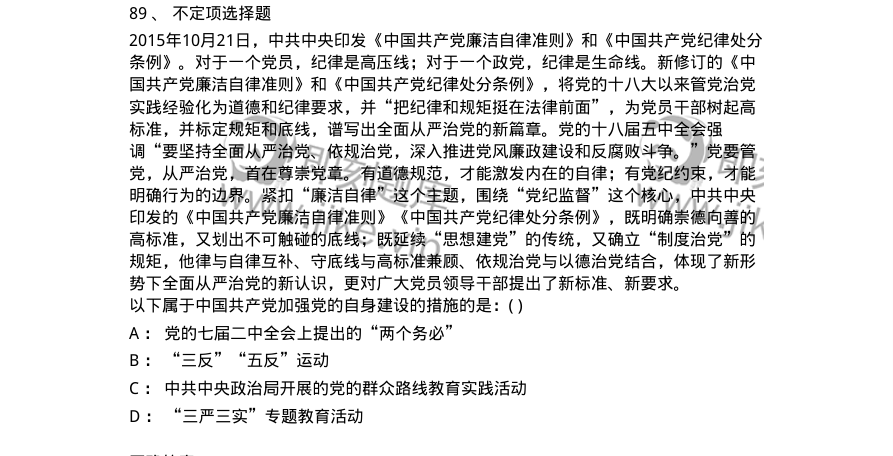 89 、 不定项选择题
2015年10月21日，中共中央印发《中国共产党廉洁自律准则》和《中国共产党纪律处分
条例》。对于一个党员，纪律是高压线；对于一个政党，纪律是生命线。新修订的《中
国共产党廉洁自律准则》和《中国共产党纪律处分条例》，将党的十八大以来管党治党
实践经验化为道德和纪律要求，并“把纪律和规矩挺在法律前面”，为党员干部树起高
标准，并标定规矩和底线，谱写出全面从严治党的新篇章。党的十八届五中全会强
调“要坚持全面从严治党、依规治党，深入推进党风廉政建设和反腐败斗争。”党要管
党，从严治党，首在尊崇党章。有道德规范，才能激发内在的自律；有党纪约束，才能
明确行为的边界。紧扣“廉洁自律”这个主题，围绕“党纪监督”这个核心，中共中央
印发的《中国共产党廉洁自律准则》《中国共产党纪律处分条例》，既明确崇德向善的
高标准，又划出不可触碰的底线；既延续“思想建党”的传统，又确立“制度治党”的
规矩，他律与自律互补、守底线与高标准兼顾、依规治党与以德治党结合，体现了新形
势下全面从严治党的新认识，更对广大党员领导干部提出了新标准、新要求。
以下属于中国共产党加强党的自身建设的措施的是：( )
A ： 党的七届二中全会上提出的“两个务必”
B ： “三反”“五反”运动
C ： 中共中央政治局开展的党的群众路线教育实践活动
D ： “三严三实”专题教育活动